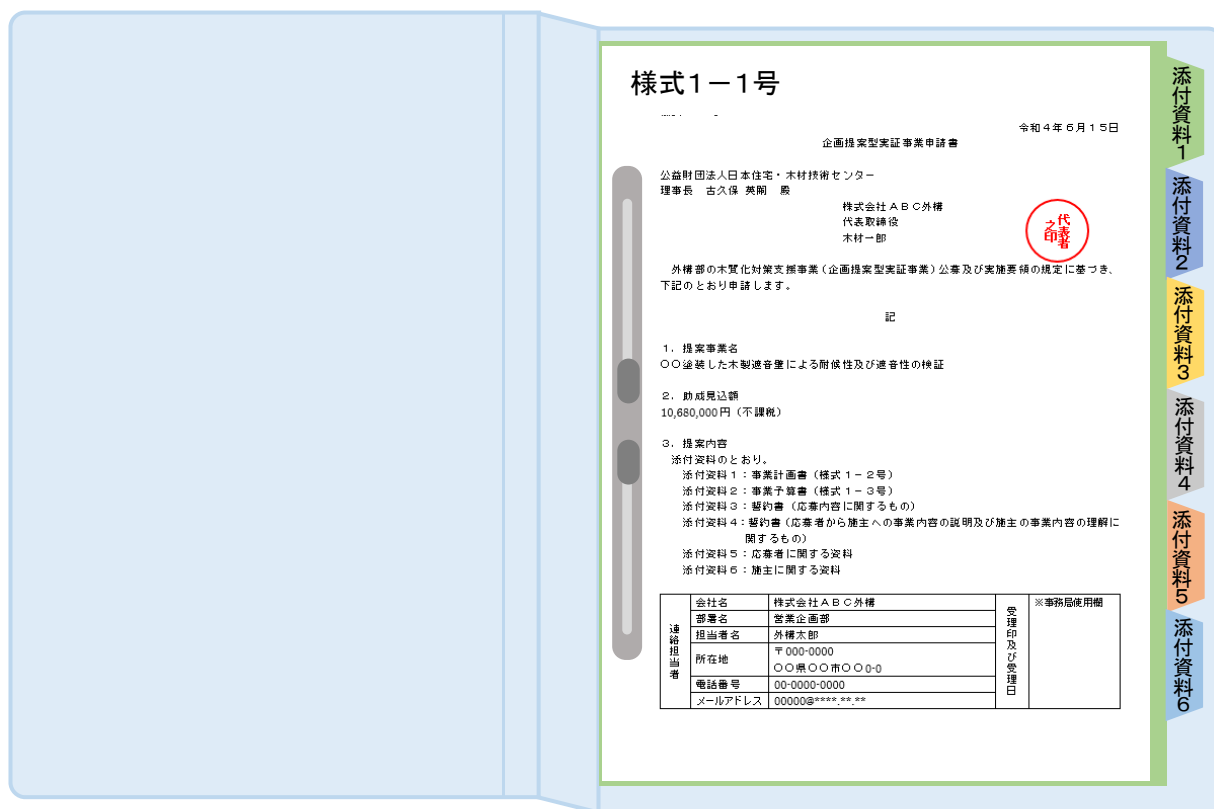 様式1－1号
令和４年６月１５日
企画提案型実証事業申請書
公益財団法人日本住宅・木材技術センター
理事長　古久保 英嗣　殿
株式会社ＡＢＣ外構
代表取締役
木材一郎
代表者之印
外構部の木質化対策支援事業（企画提案型実証事業）公募及び実施要領の規定に基づき、
下記のとおり申請します。
記
１．提案事業名
〇〇塗装した木製遮音壁による耐候性及び遮音性の検証
２．助成見込額
10,680,000円（不課税）
３．提案内容
添付資料のとおり。
添付資料１：事業計画書（様式１－２号）
添付資料２：事業予算書（様式１－３号）
添付資料３：誓約書（応募内容に関するもの）
添付資料４：誓約書（応募者から施主への事業内容の説明及び施主の事業内容の理解に
関するもの）
添付資料５：応募者に関する資料
添付資料６：施主に関する資料
連絡担当者
会社名　株式会社ＡＢＣ外構
部署名　営業企画部
担当者名　外構太郎
所在地　〒000-0000
〇〇県〇〇市〇〇0-0
電話番号　00-0000-0000
メールアドレス　00000@****.**.**
受理印及び受理日
※事務局使用欄
添付資料1
添付資料2
添付資料3
添付資料4
添付資料5
添付資料6